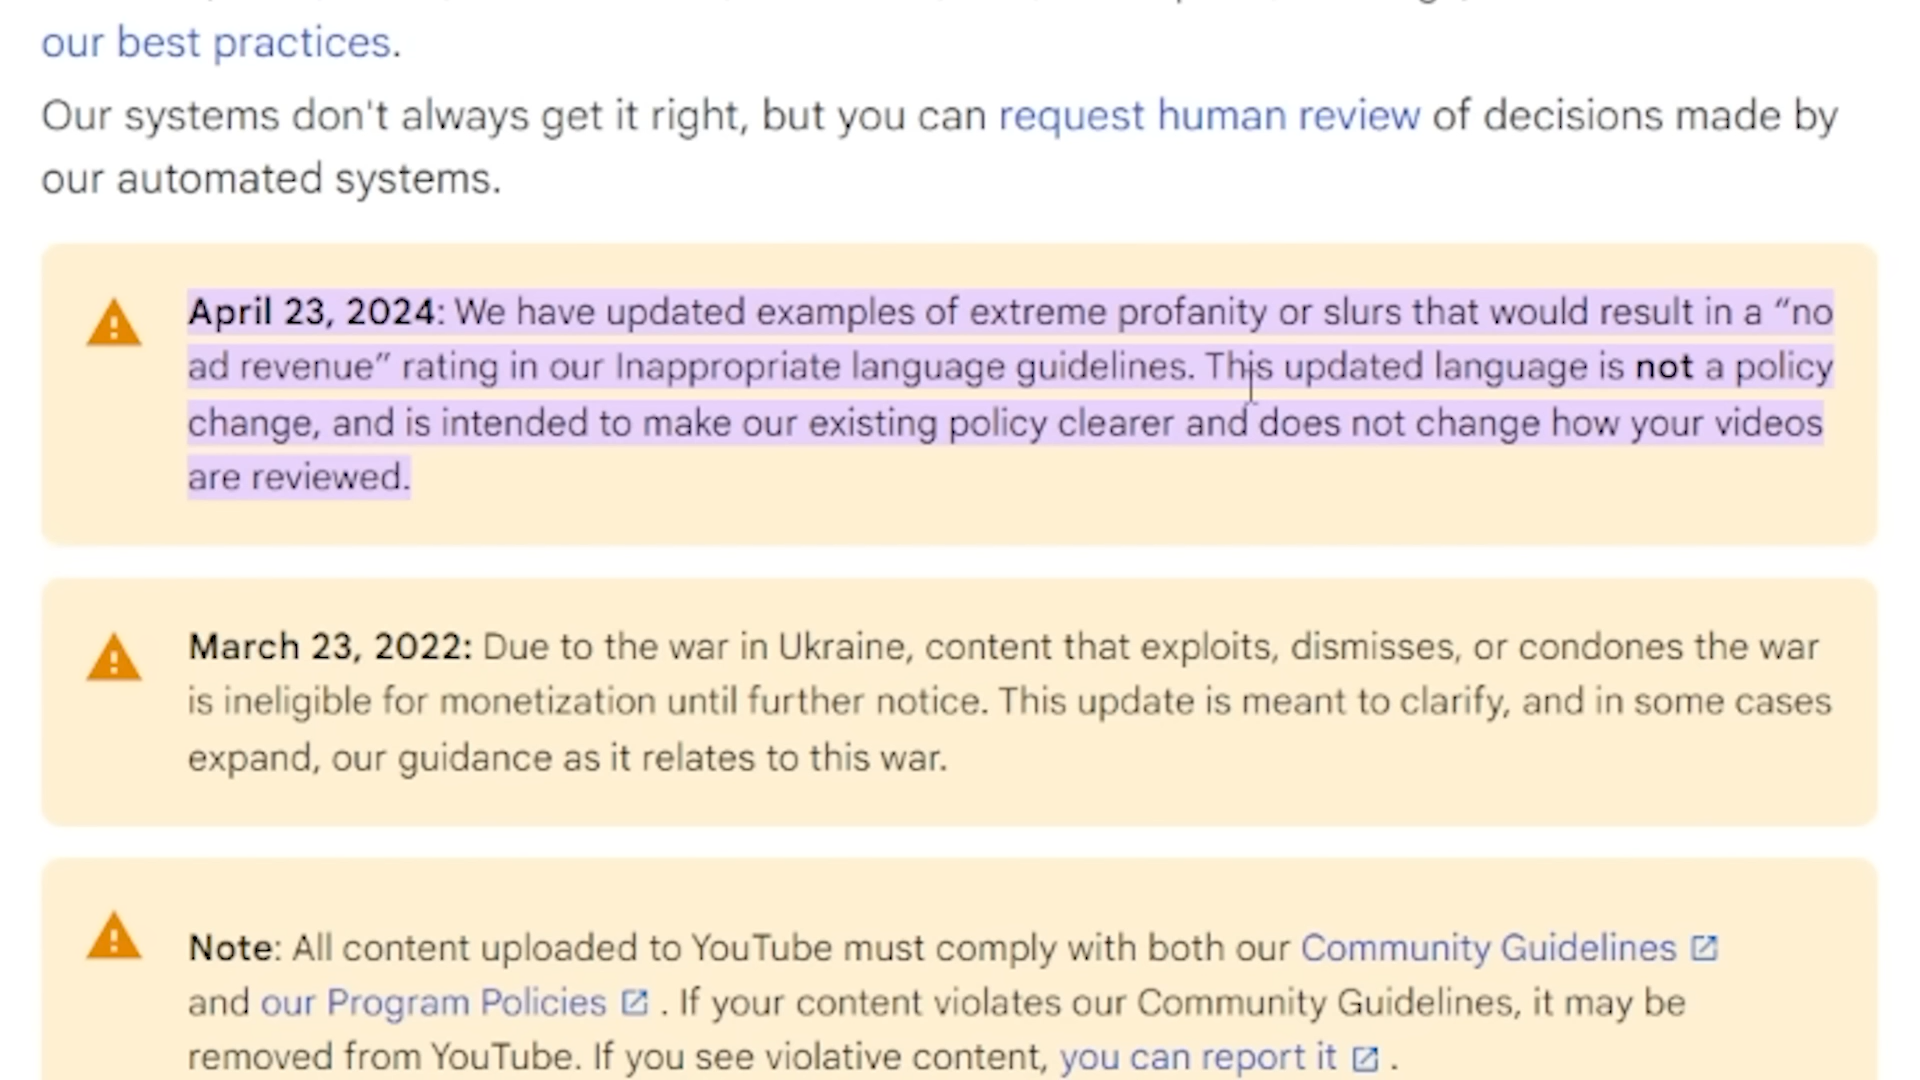 our best practices.
Our systems don't always get it right, but you can request human review of decisions made by
our automated systems.
April 23, 2024: We have updated examples of extreme profanity or slurs that would result in a “no
ad revenue” rating in our Inappropriate language guidelines. This updated language is not a policy
change, and is intended to make our existing policy clearer and does not change how your videos
are reviewed.
March 23, 2022: Due to the war in Ukraine, content that exploits, dismisses, or condones the war
is ineligible for monetization until further notice. This update is meant to clarify, and in some cases
expand, our guidance as it relates to this war.
Note: All content uploaded to YouTube must comply with both our Community Guidelines
and our Program Policies . If your content violates our Community Guidelines, it may be
removed from YouTube. If you see violative content, you can report it .